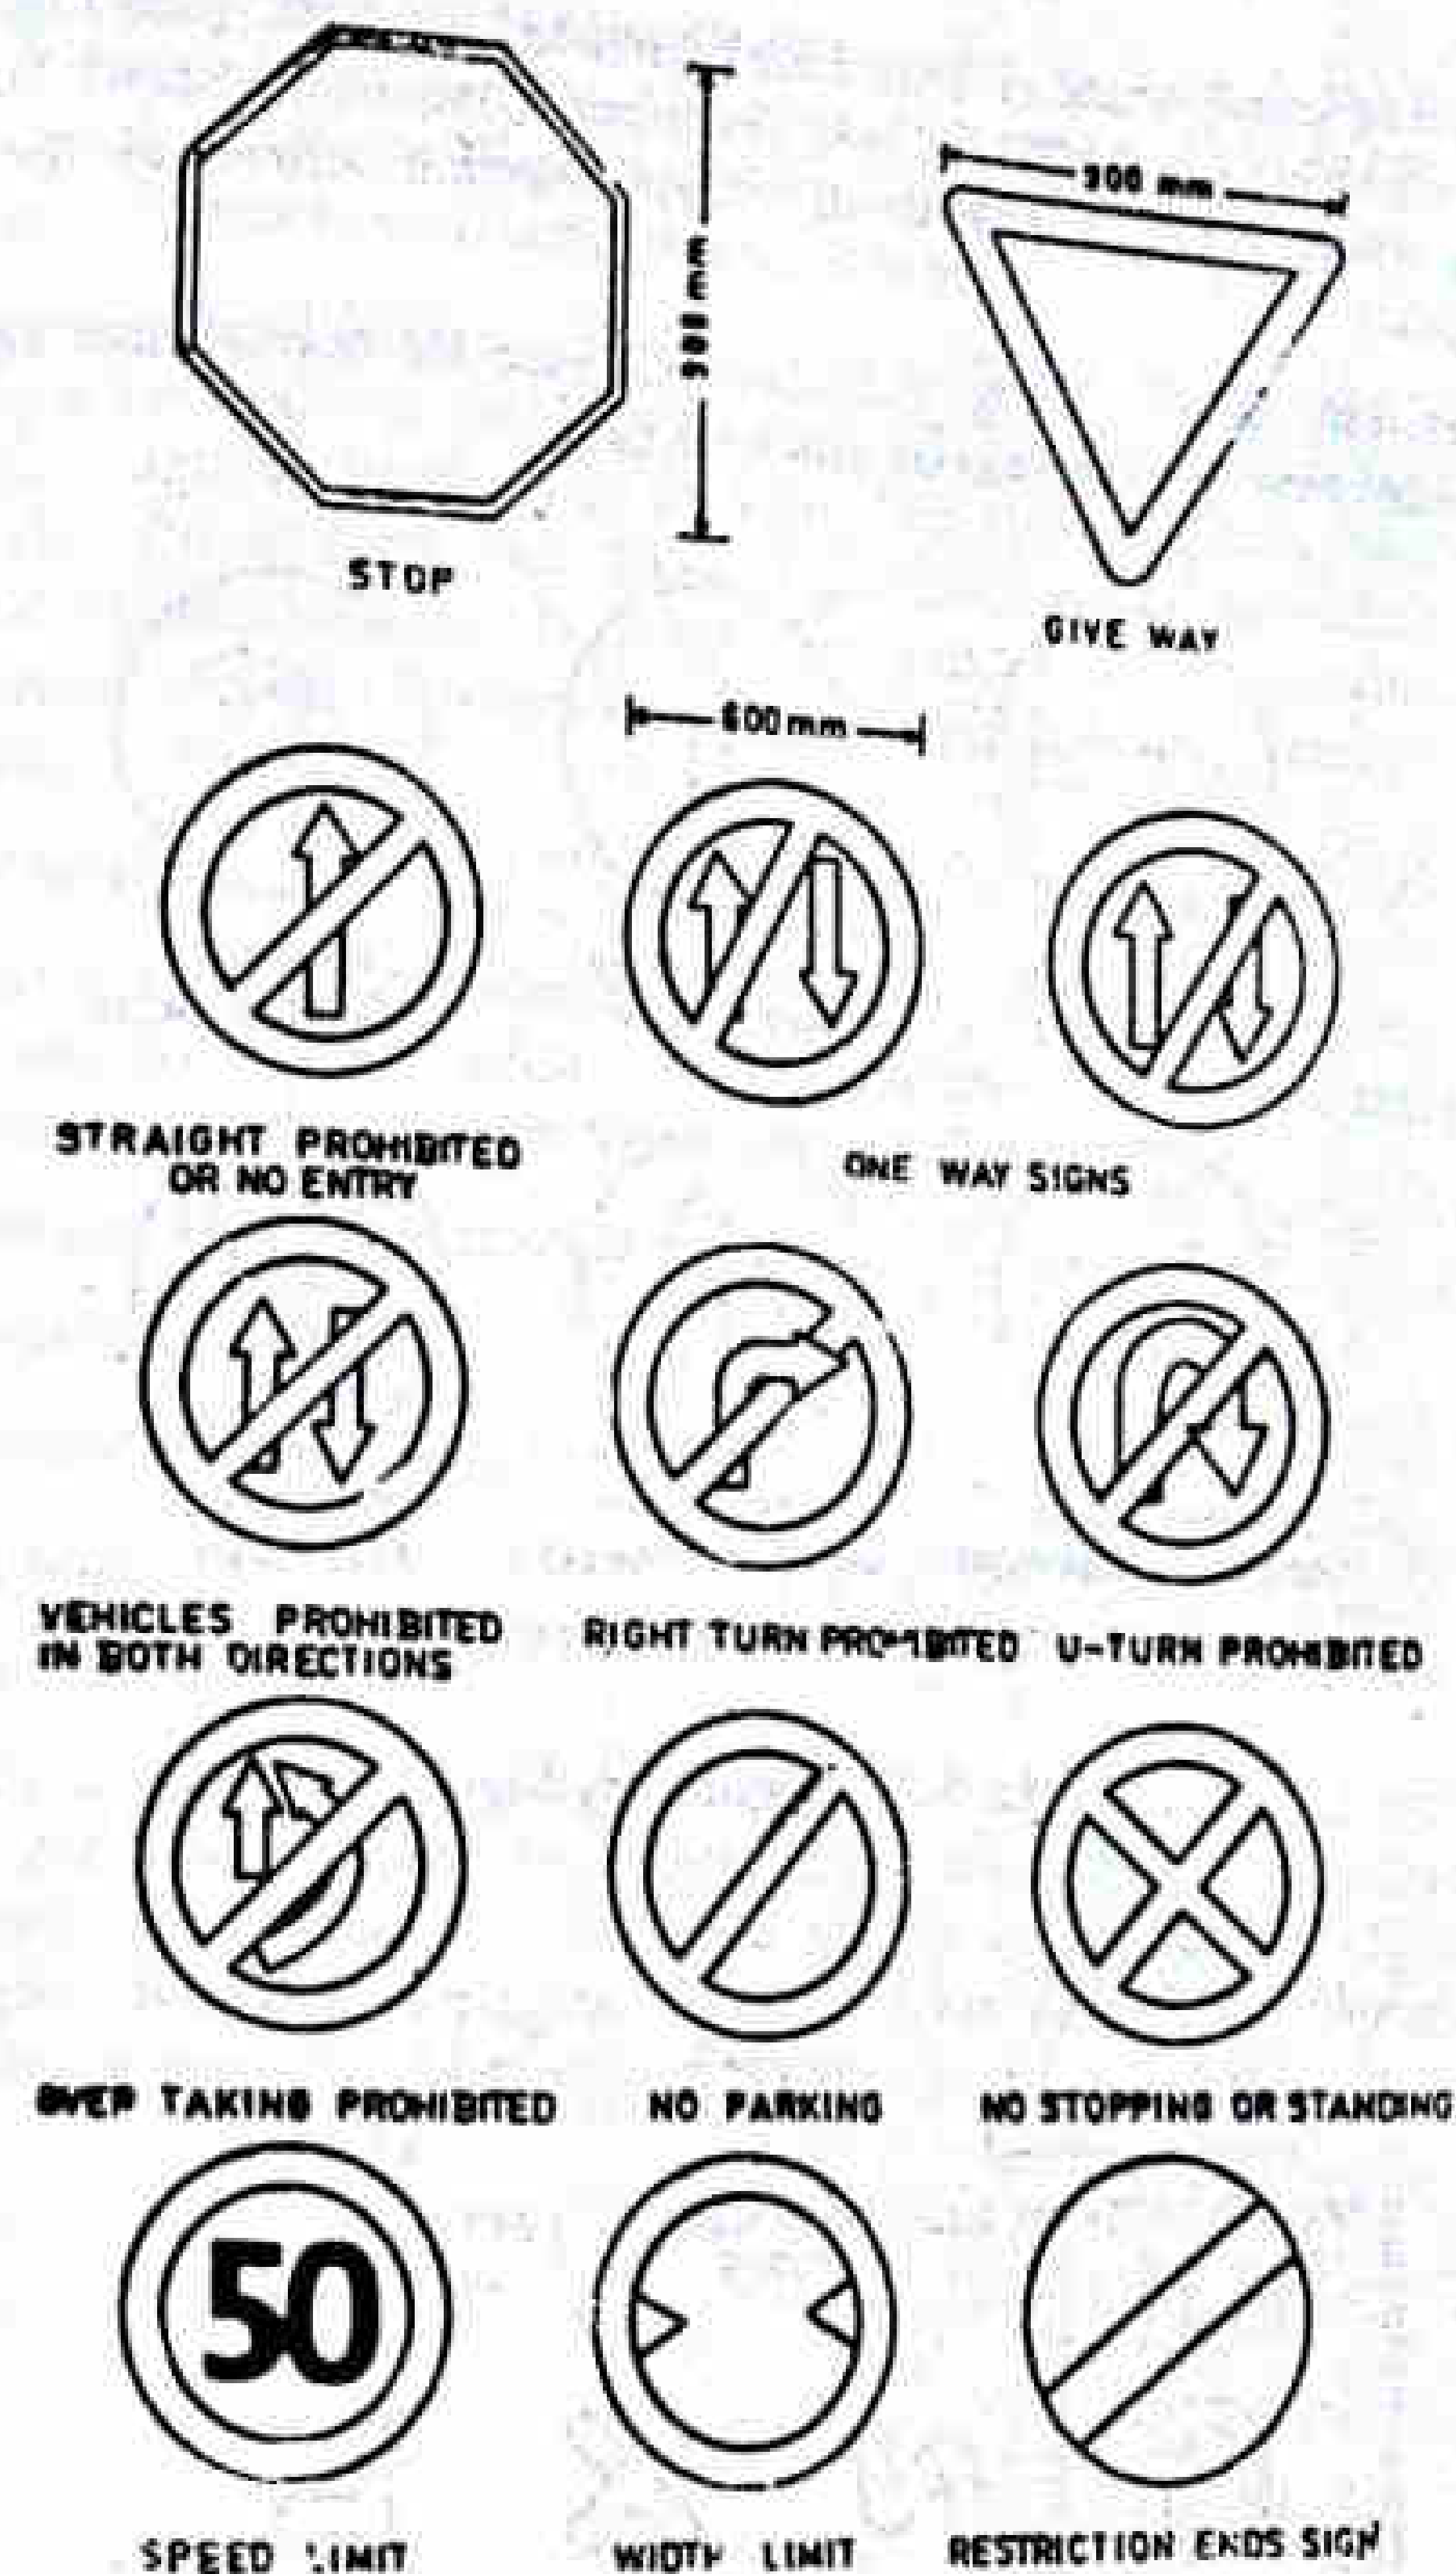 900 mm
900 mm
STOP
GIVE WAY
600 mm
STRAIGHT PROHIBITED
OR NO ENTRY
ONE WAY SIGNS
VEHICLES PROHIBITED
IN BOTH DIRECTIONS
RIGHT TURN PROHIBITED
U-TURN PROHIBITED
OVER TAKING PROHIBITED
NO PARKING
NO STOPPING OR STANDING
50
SPEED LIMIT
WIDTH LIMIT
RESTRICTION ENDS SIGN